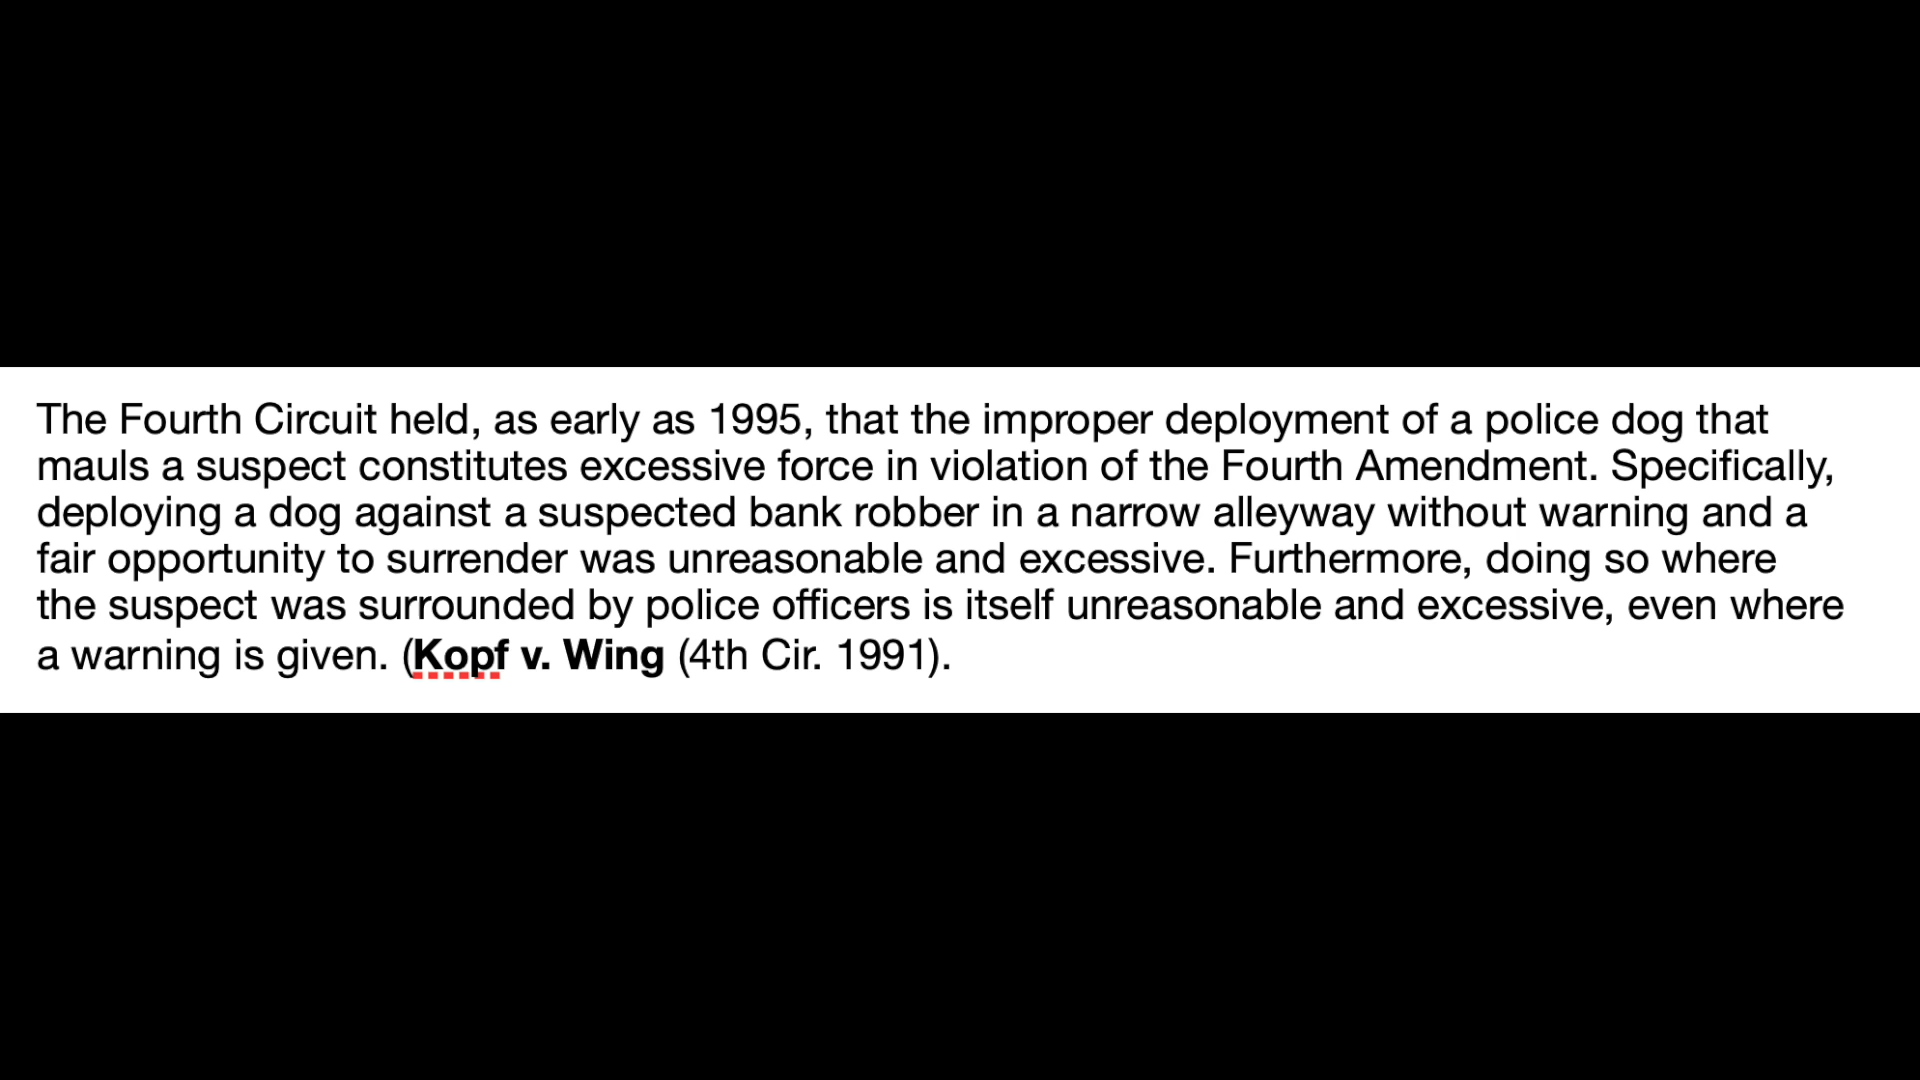 The Fourth Circuit held, as early as 1995, that the improper deployment of a police dog that
mauls a suspect constitutes excessive force in violation of the Fourth Amendment. Specifically,
deploying a dog against a suspected bank robber in a narrow alleyway without warning and a
fair opportunity to surrender was unreasonable and excessive. Furthermore, doing so where
the suspect was surrounded by police officers is itself unreasonable and excessive, even where
a warning is given. (Kopf v. Wing (4th Cir. 1991).